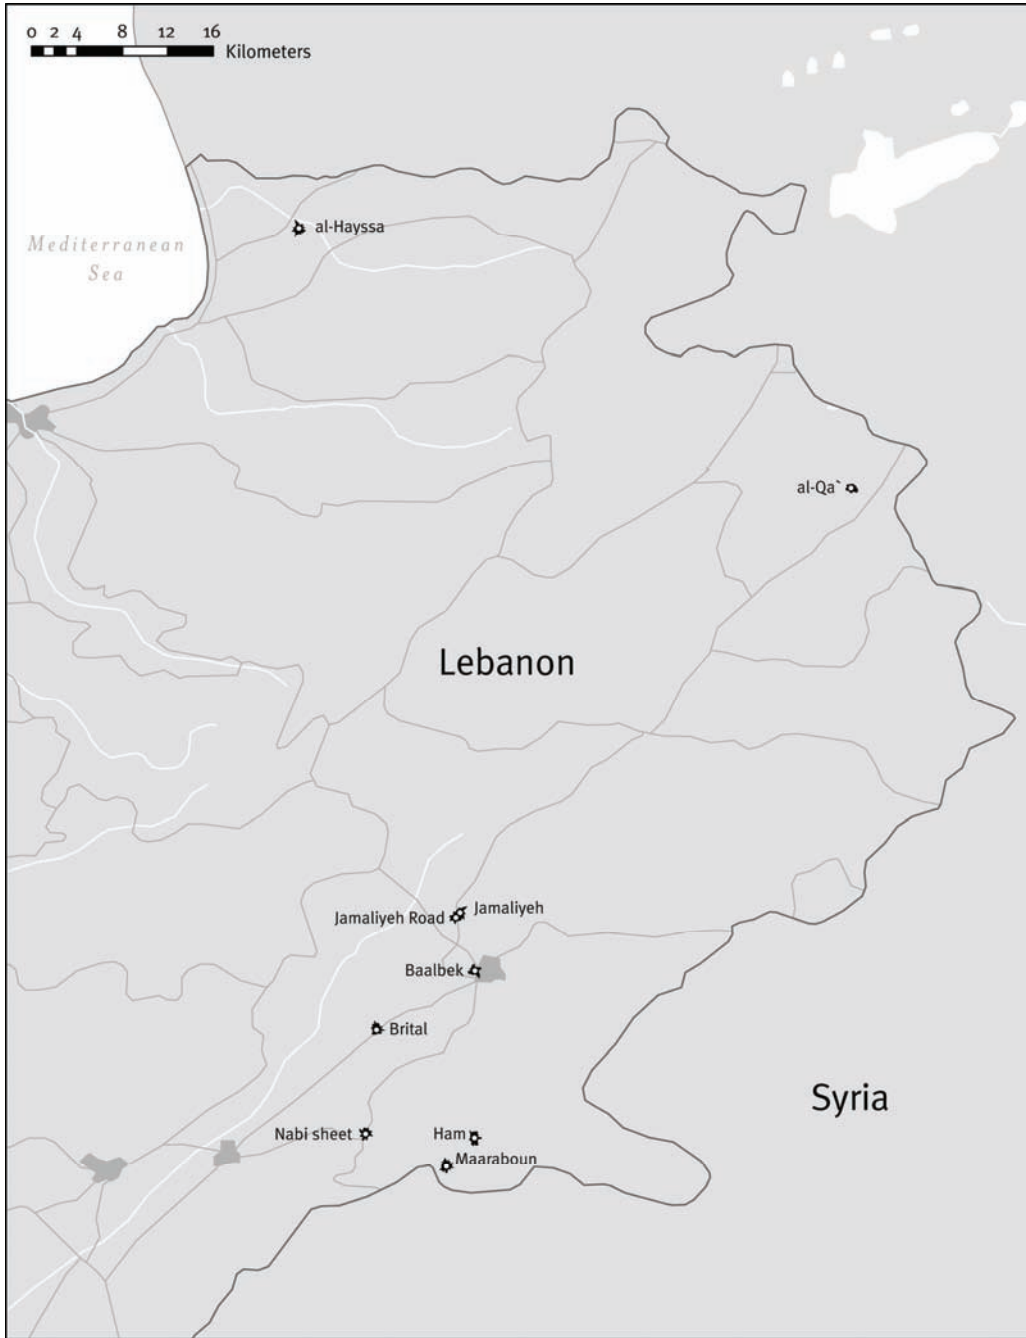 0 2 4 8 12 16
Kilometers
al-Hayssa
Mediterranean
Sea
al-Qa`
Lebanon
Jamaliyeh
Jamaliyeh Road
Baalbek
Brital
Syria
Nabi sheet
Ham
Maaraboun